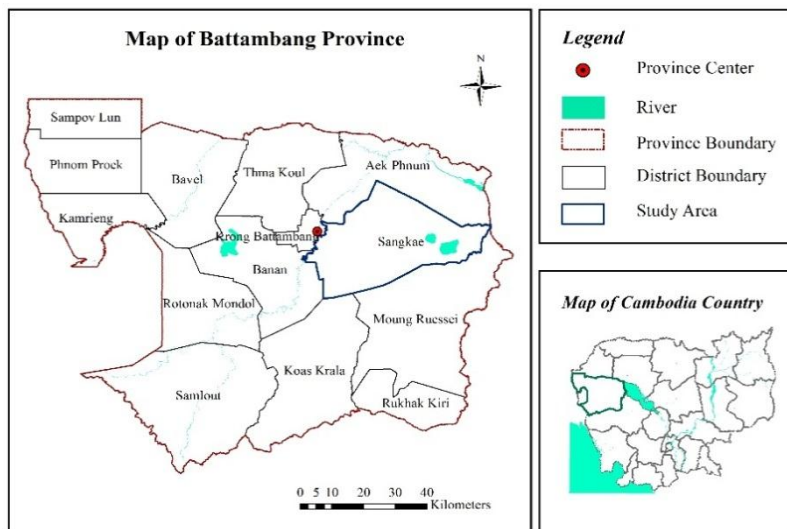 Map of Battambang Province
N
Sampov Lun
Phnom Proek
Bavel
Thma Koul
Aek Phnum
Kamrieng
Krong Battambang
Sangkae
Banan
Rotonak Mondol
Moung Ruessei
Koas Krala
Samlout
Rukhak Kiri
0 5 10 20 30 40
Kilometers
Legend
Province Center
River
Province Boundary
District Boundary
Study Area
Map of Cambodia Country